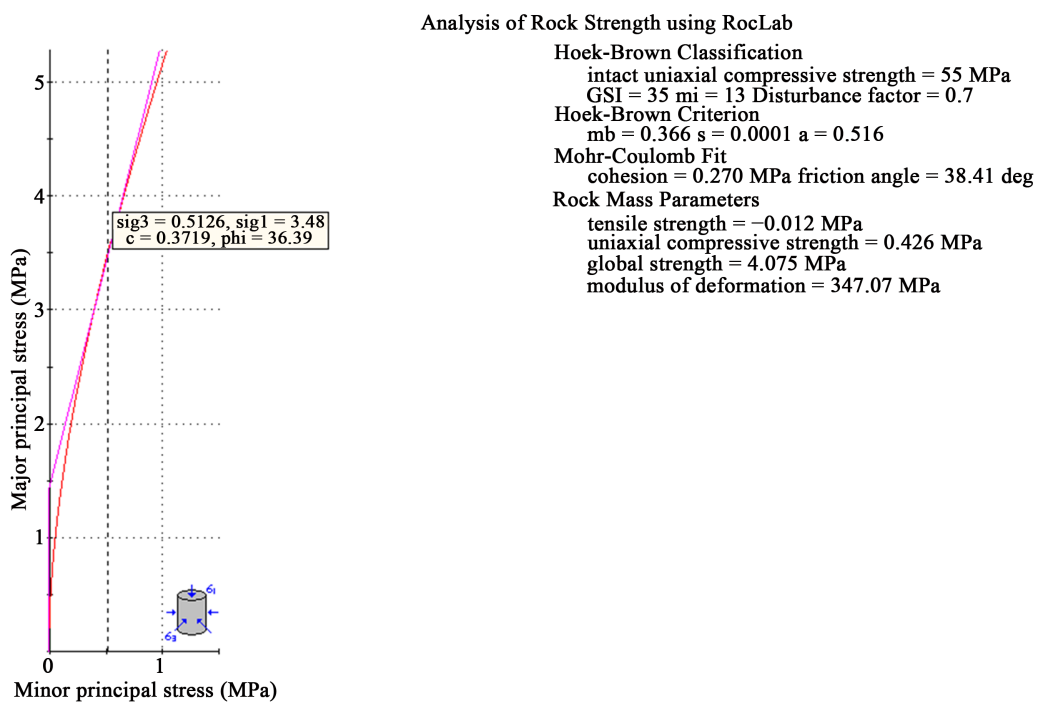 Analysis of Rock Strength using RocLab
Hoek-Brown Classification
intact uniaxial compressive strength = 55 MPa
GSI = 35 mi = 13 Disturbance factor = 0.7
Hoek-Brown Criterion
mb = 0.366 s = 0.0001 a = 0.516
Mohr-Coulomb Fit
cohesion = 0.270 MPa friction angle = 38.41 deg
Rock Mass Parameters
tensile strength = −0.012 MPa
uniaxial compressive strength = 0.426 MPa
global strength = 4.075 MPa
modulus of deformation = 347.07 MPa
Major principal stress (MPa)
5
4
sig3 = 0.5126, sig1 = 3.48
c = 0.3719, phi = 36.39
3
2
1
σ1
σ3
0 1
Minor principal stress (MPa)